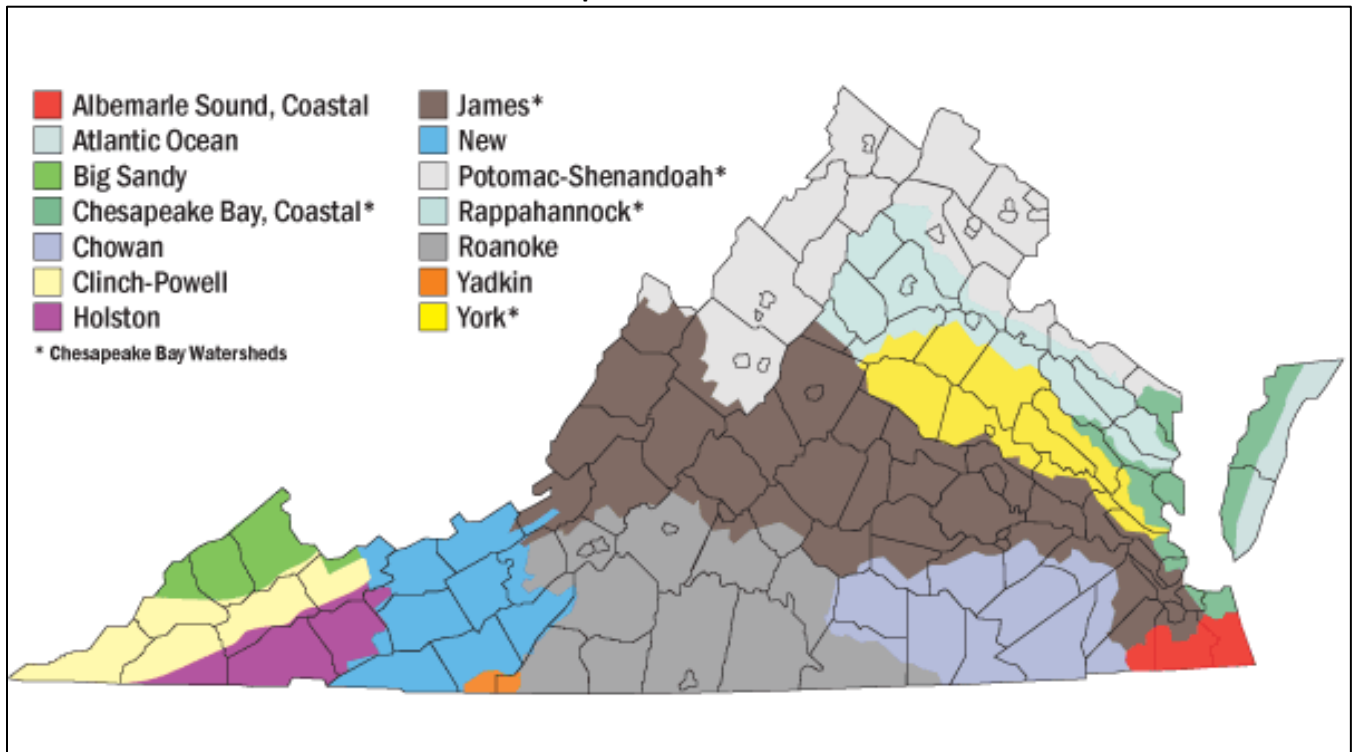 Albemarle Sound, Coastal
Atlantic Ocean
Big Sandy
Chesapeake Bay, Coastal*
Chowan
Clinch-Powell
Holston
* Chesapeake Bay Watersheds
James*
New
Potomac-Shenandoah*
Rappahannock*
Roanoke
Yadkin
York*